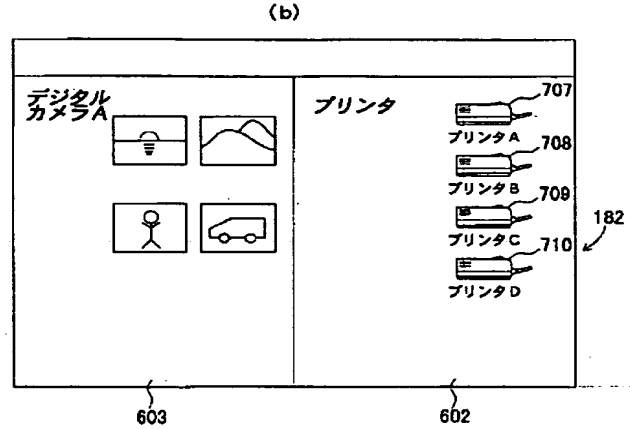 (b)
デジタル
カメラA
プリンタ
707
プリンタA
708
プリンタB
709
プリンタC
710
プリンタD
182
603
602